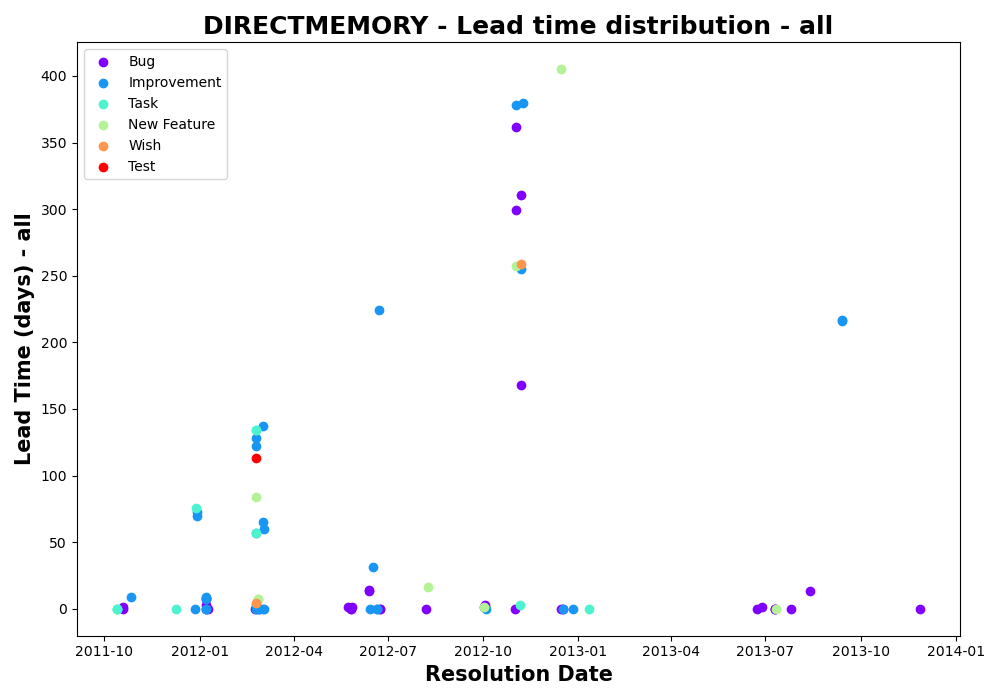 DIRECTMEMORY - Lead time distribution - all
Bug
Improvement
Task
New Feature
Wish
Test
Lead Time (days) - all
400
350
300
250
200
150
100
50
0
2011-10 2012-01 2012-04 2012-07 2012-10 2013-01 2013-04 2013-07 2013-10 2014-01
Resolution Date